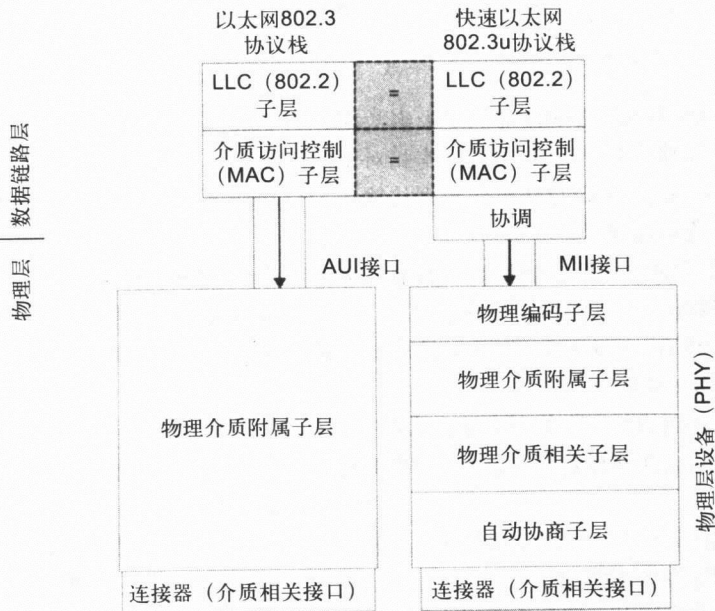 以太网802.3
协议栈
快速以太网
802.3u协议栈
LLC（802.2）
子层
=
LLC（802.2）
子层
介质访问控制
（MAC）子层
=
介质访问控制
（MAC）子层
协调
数据链路层
物理层
AUI接口
MII接口
物理介质附属子层
物理编码子层
物理介质附属子层
物理介质相关子层
自动协商子层
物理层设备（PHY）
连接器（介质相关接口）
连接器（介质相关接口）